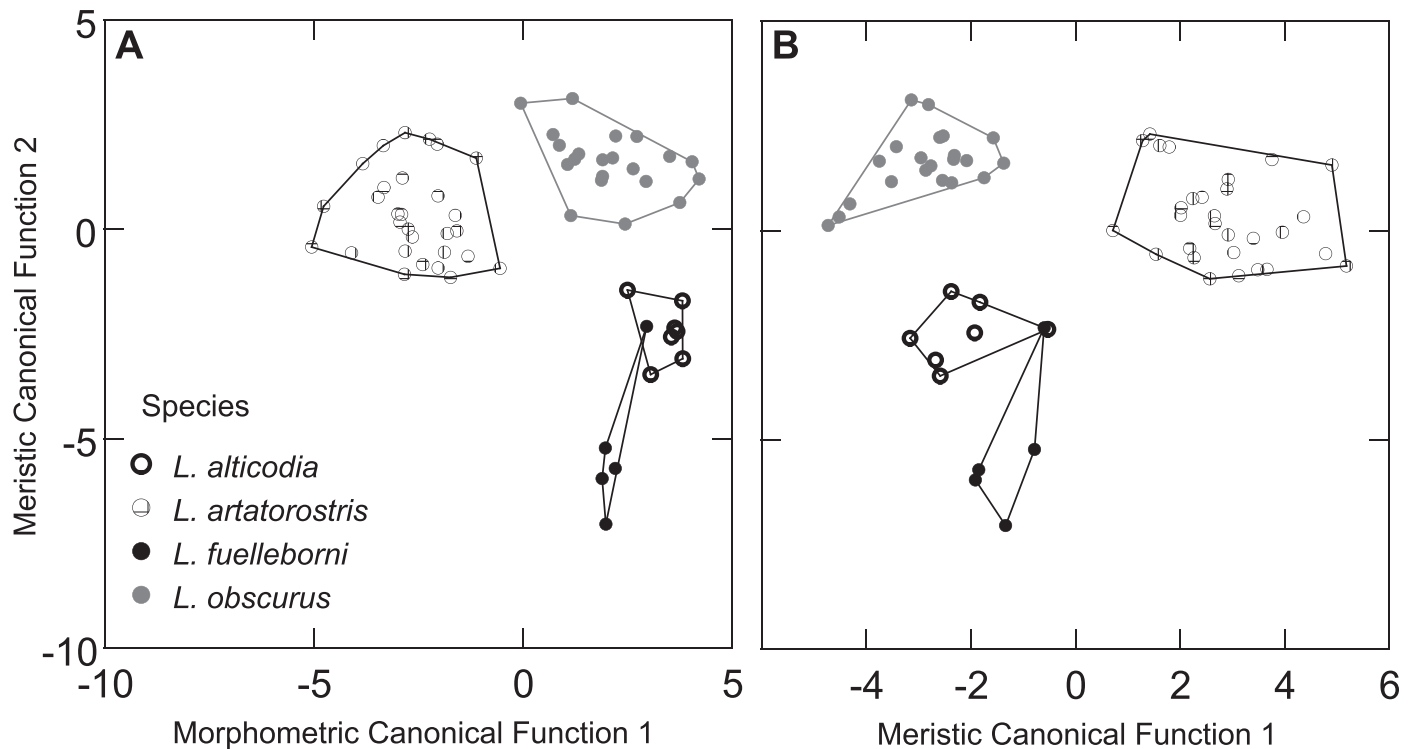 A
B
5
0
-5
-10
Meristic Canonical Function 2
Species
L. alticodia
L. artatorostris
L. fuelleborni
L. obscurus
-10 -5 0 5
-4 -2 0 2 4 6
Morphometric Canonical Function 1
Meristic Canonical Function 1